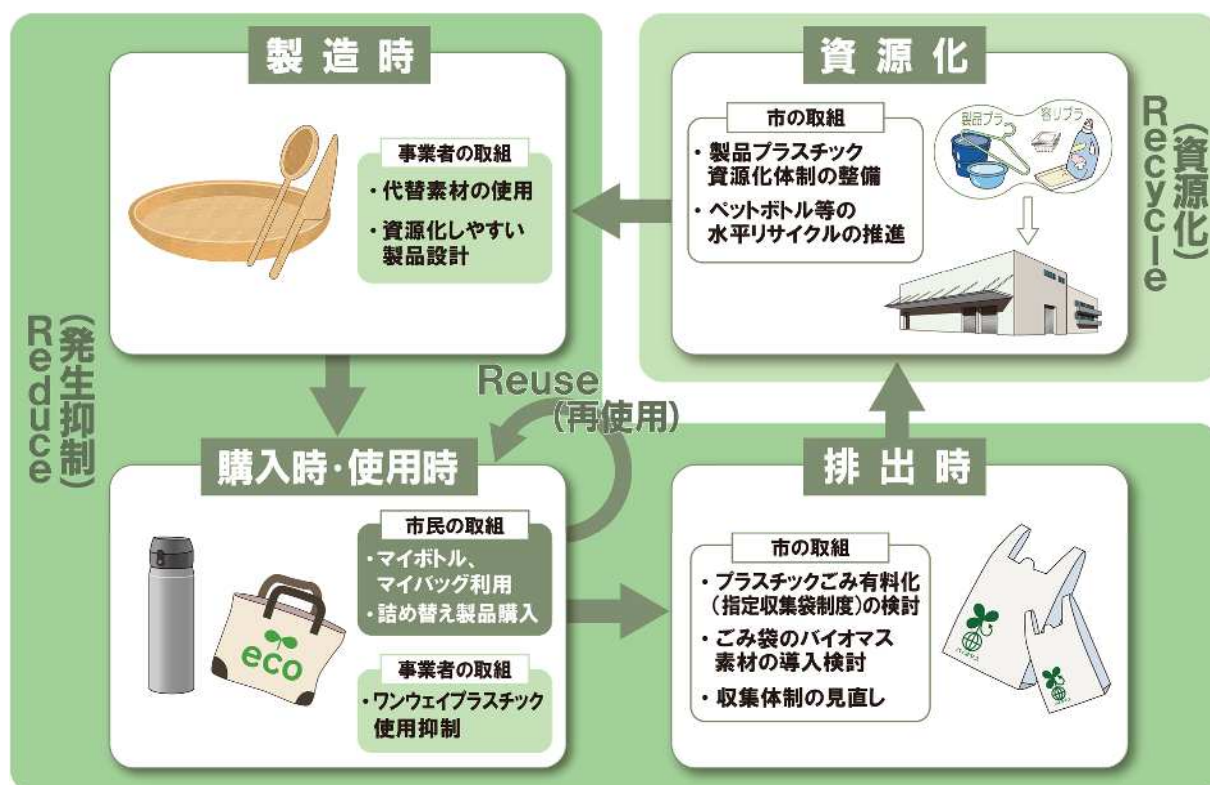 製造時
事業者の取組
・代替素材の使用
・資源化しやすい
製品設計
資源化
市の取組
・製品プラスチック
資源化体制の整備
・ペットボトル等の
水平リサイクルの推進
製品プラ
容リプラ
Recycle
(資源化)
Reduce
(発生抑制)
Reuse
(再使用)
購入時・使用時
市民の取組
・マイボトル、
マイバッグ利用
・詰め替え製品購入
事業者の取組
・ワンウェイプラスチック
使用抑制
eco
排出時
市の取組
・プラスチックごみ有料化
(指定収集袋制度)の検討
・ごみ袋のバイオマス
素材の導入検討
・収集体制の見直し
バイオマス
バイオマス